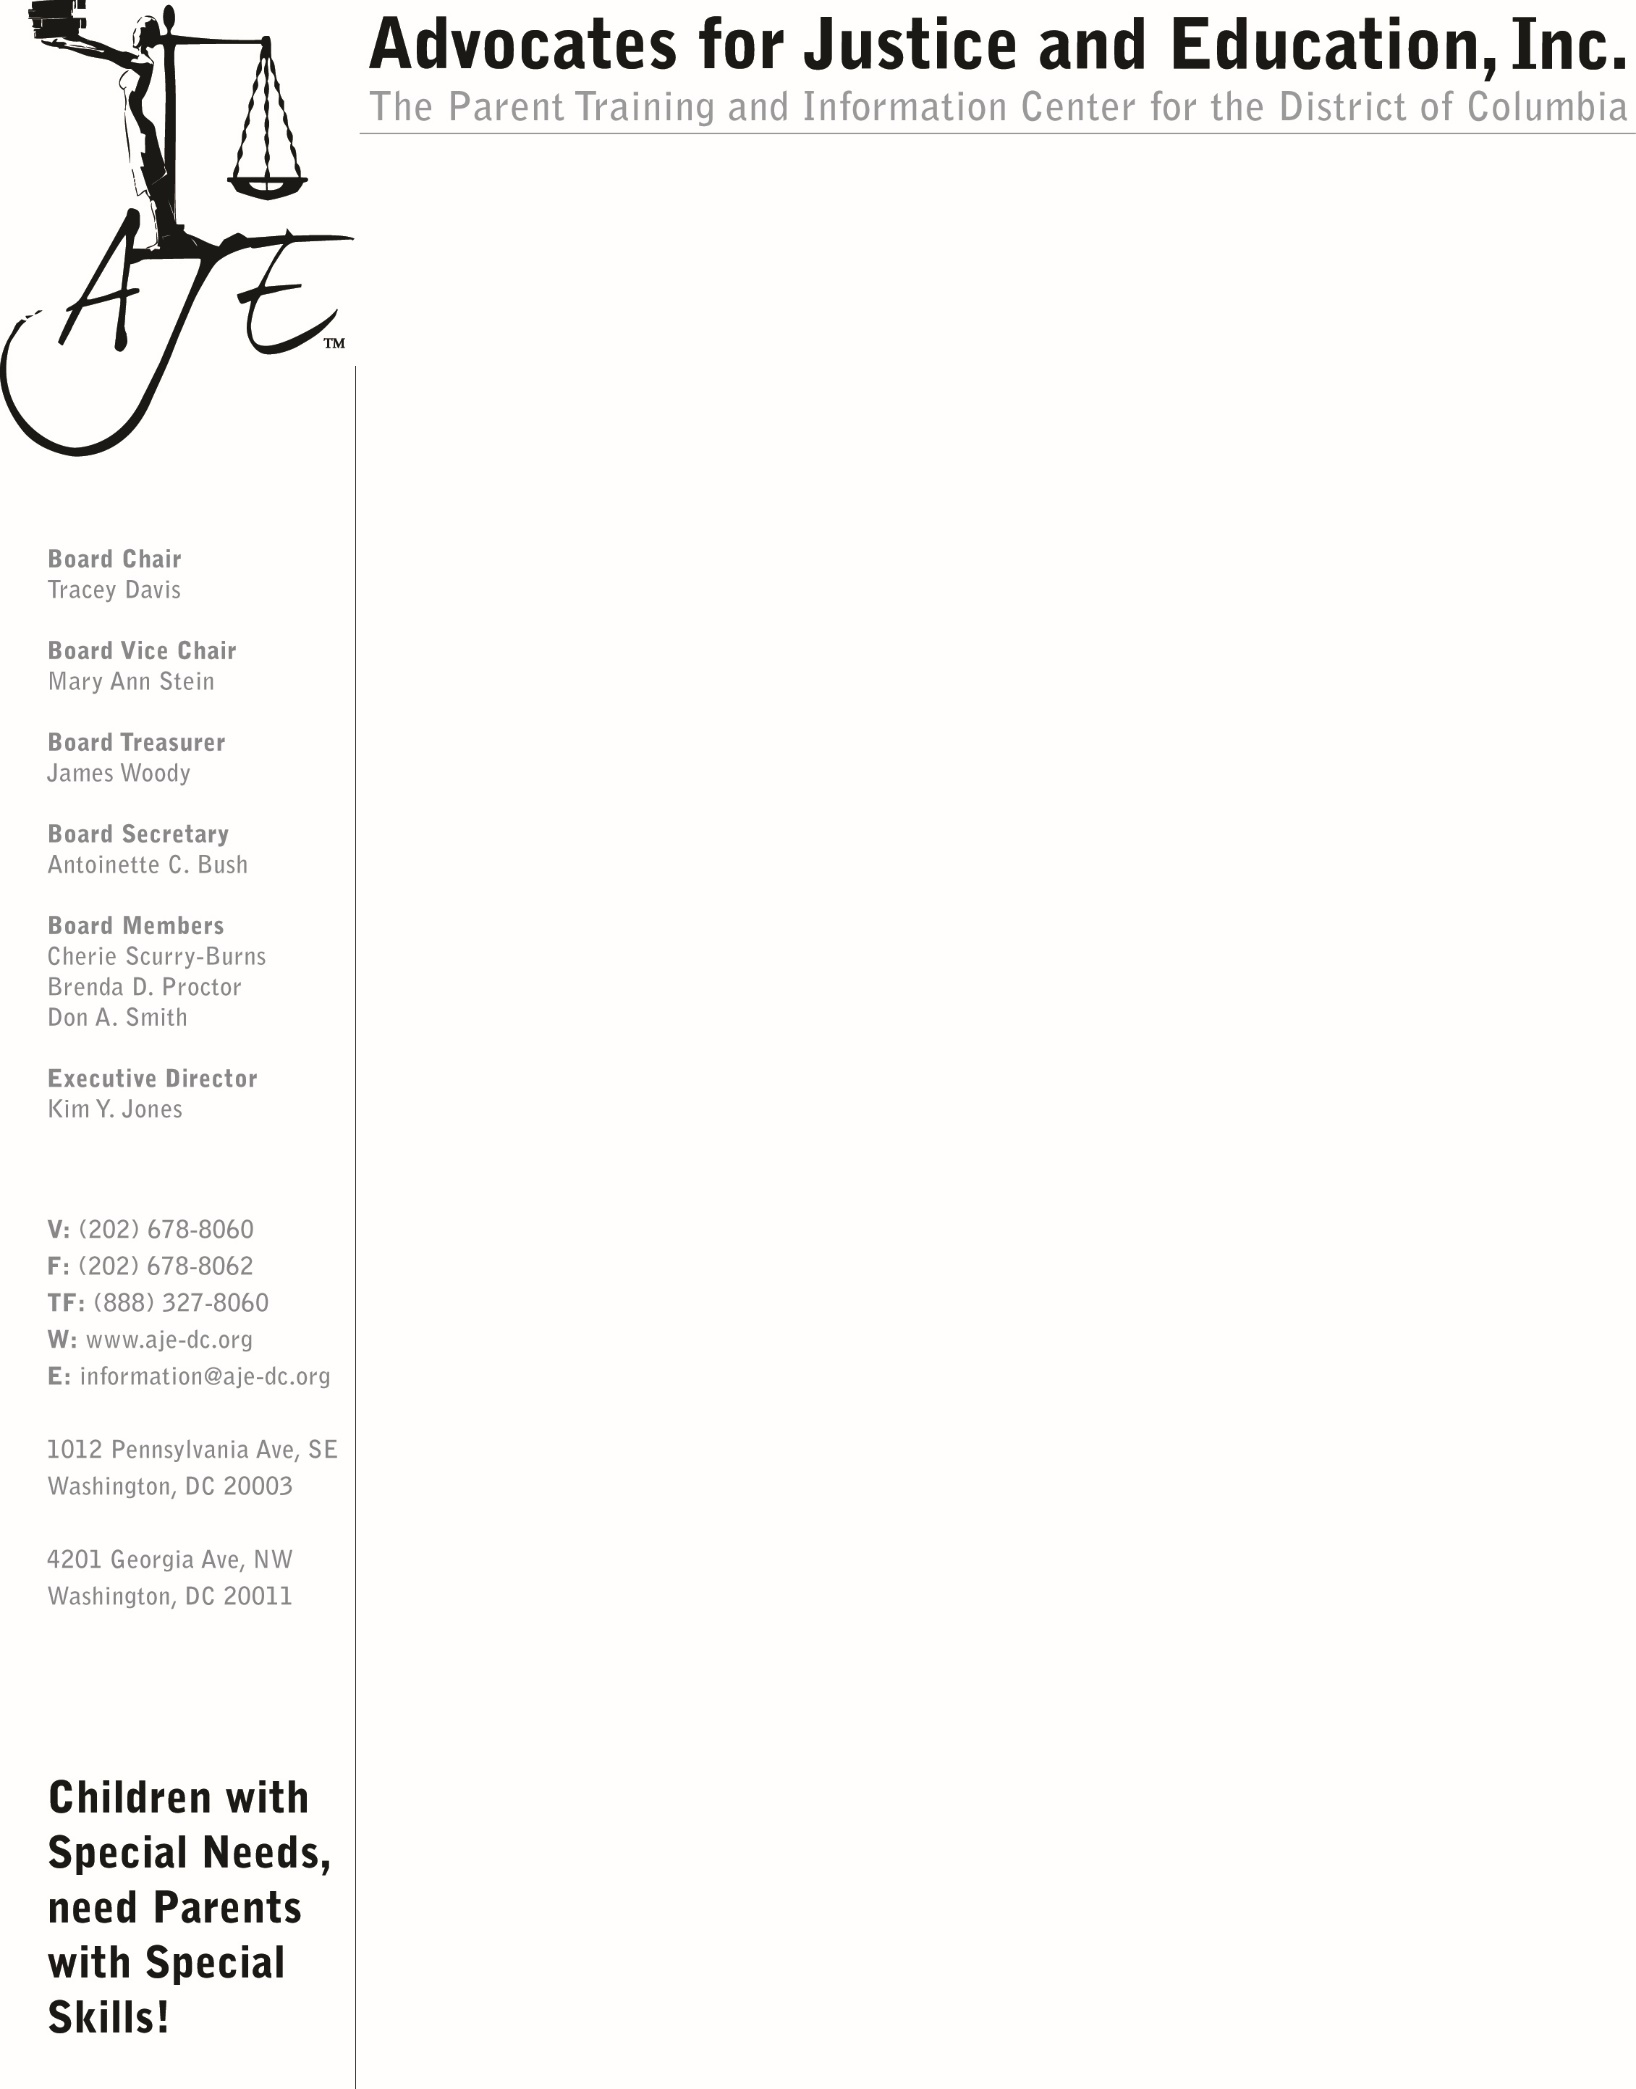 Advocates for Justice and Education, Inc.
The Parent Training and Information Center for the District of Columbia
AJE™
Board Chair
Tracey Davis
Board Vice Chair
Mary Ann Stein
Board Treasurer
James Woody
Board Secretary
Antoinette C. Bush
Board Members
Cherie Scurry-Burns
Brenda D. Proctor
Don A. Smith
Executive Director
Kim Y. Jones
V: (202) 678-8060
F: (202) 678-8062
TF: (888) 327-8060
W: www.aje-dc.org
E: information@aje-dc.org
1012 Pennsylvania Ave, SE
Washington, DC 20003
4201 Georgia Ave, NW
Washington, DC 20011
Children with
Special Needs,
need Parents
with Special
Skills!